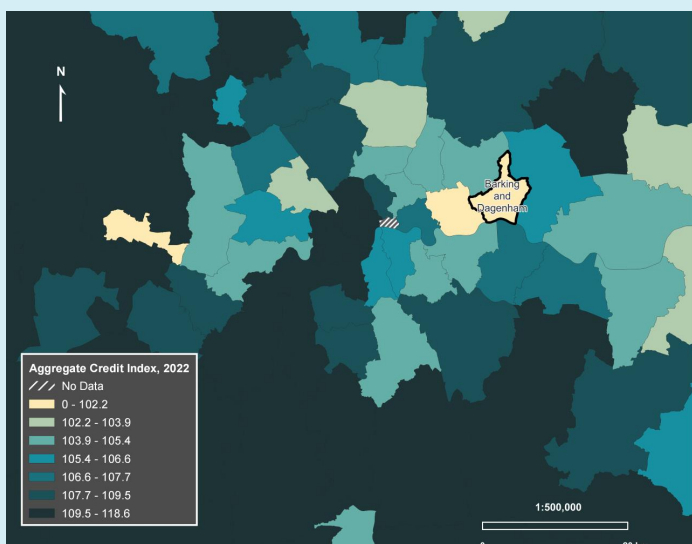 N
Barking
and
Dagenham
Aggregate Credit Index, 2022
No Data
0 - 102.2
102.2 - 103.9
103.9 - 105.4
105.4 - 106.6
106.6 - 107.7
107.7 - 109.5
109.5 - 118.6
1:500,000